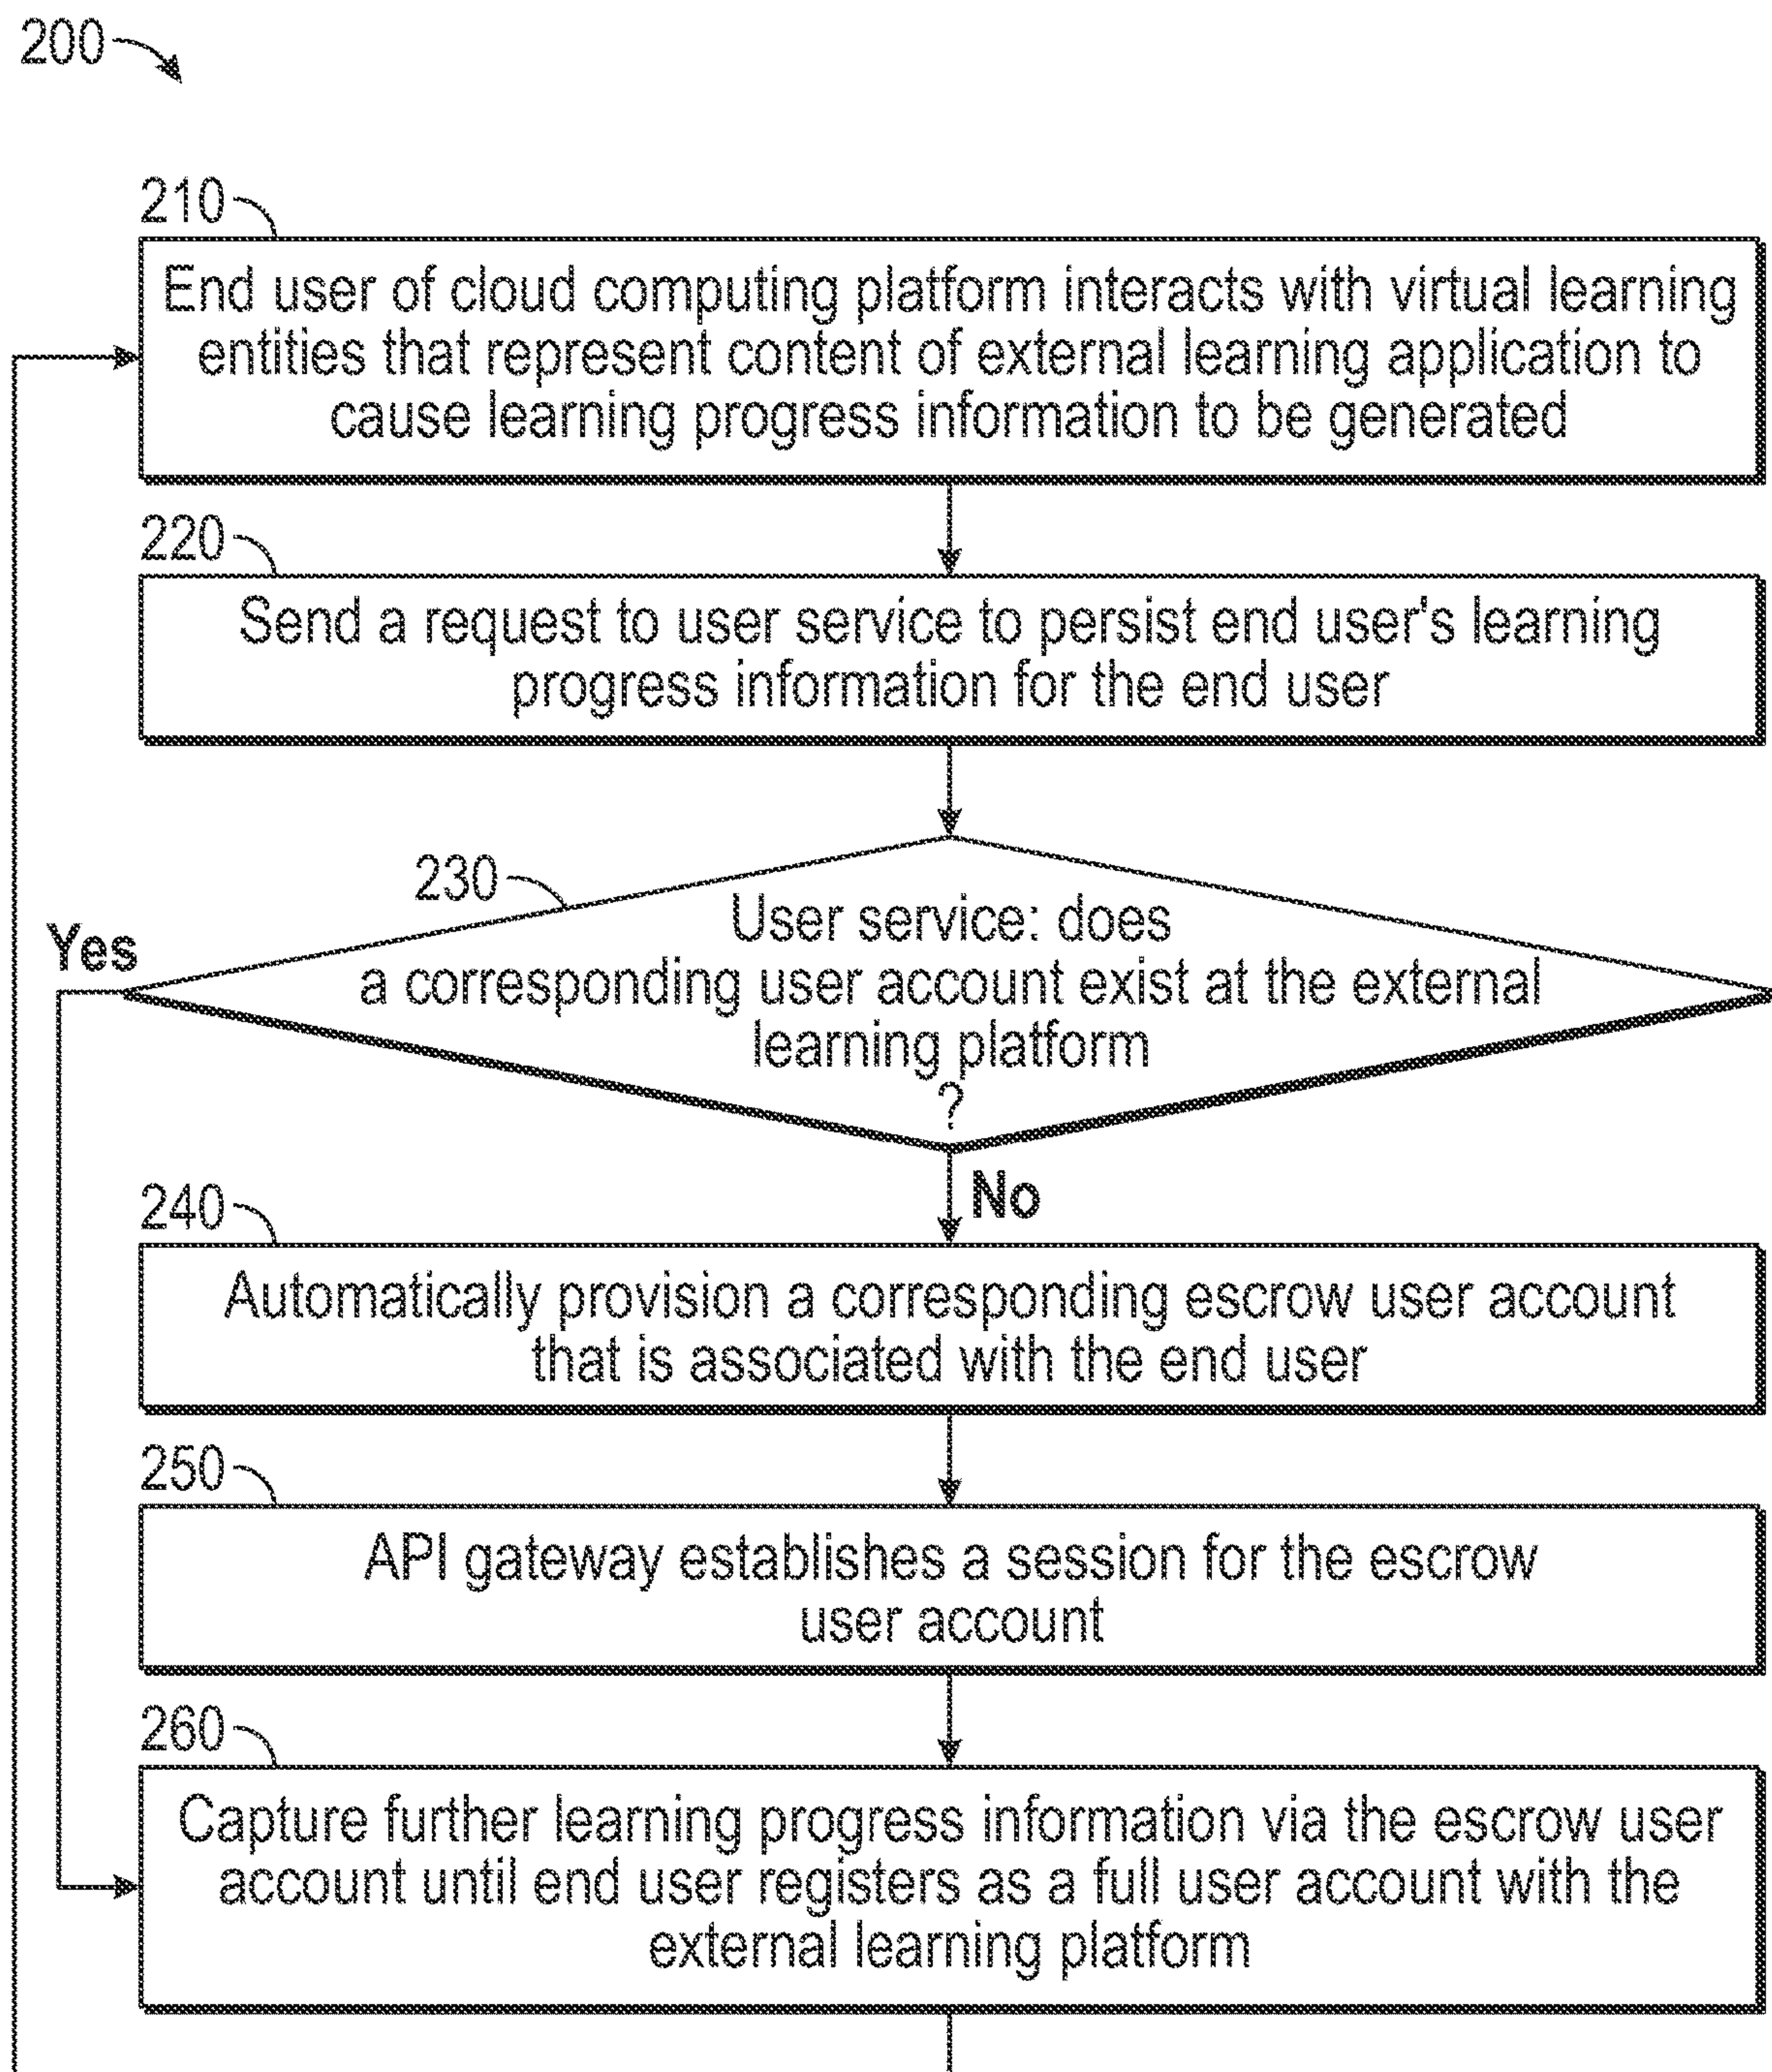 200
210
End user of cloud computing platform interacts with virtual learning
entities that represent content of external learning application to
cause learning progress information to be generated
220
Send a request to user service to persist end user's learning
progress information for the end user
230
Yes
User service: does
a corresponding user account exist at the external
learning platform
?
No
240
Automatically provision a corresponding escrow user account
that is associated with the end user
250
API gateway establishes a session for the escrow
user account
260
Capture further learning progress information via the escrow user
account until end user registers as a full user account with the
external learning platform